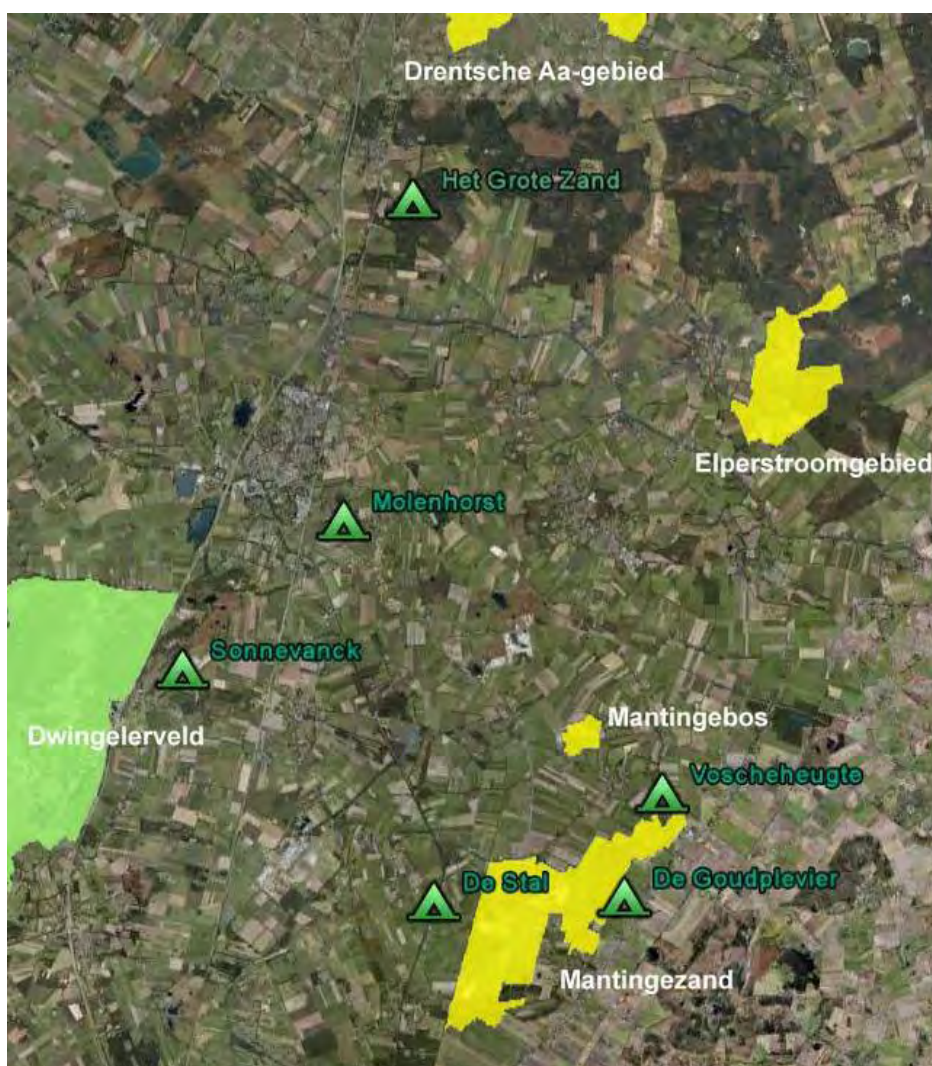 Drentsche Aa-gebied
Het Grote Zand
Elperstroomgebied
Molenhorst
Sonnevanck
Dwingelerveld
Mantingebos
Voscheheugte
De Stal
De Goudplevier
Mantingezand